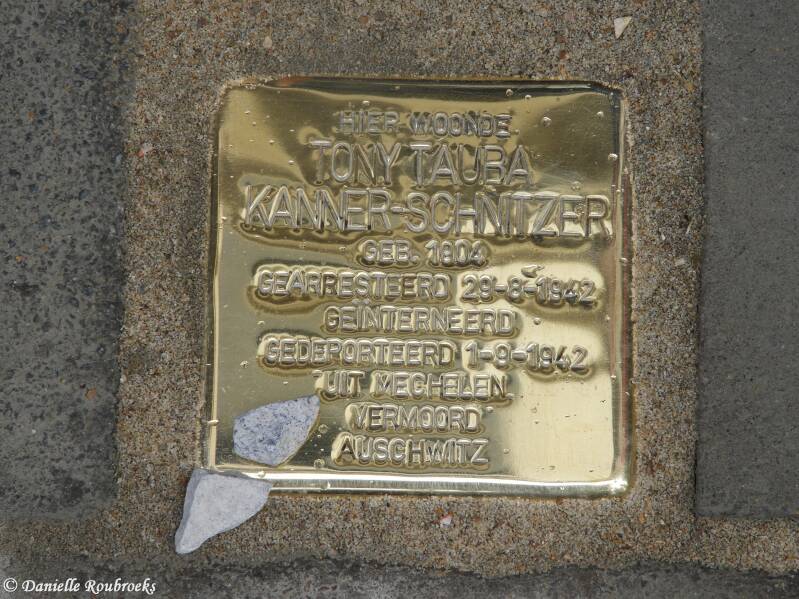 HIER WOONDE
TONY TAUBA
KANNER-SCHNITZER
GEB. 1904
GEARRESTEERD 29-8-1942
GEÏNTERNEERD
GEDEPORTEERD 1-9-1942
UIT MECHELEN
VERMOORD
AUSCHWITZ
© Danielle Roubroeks